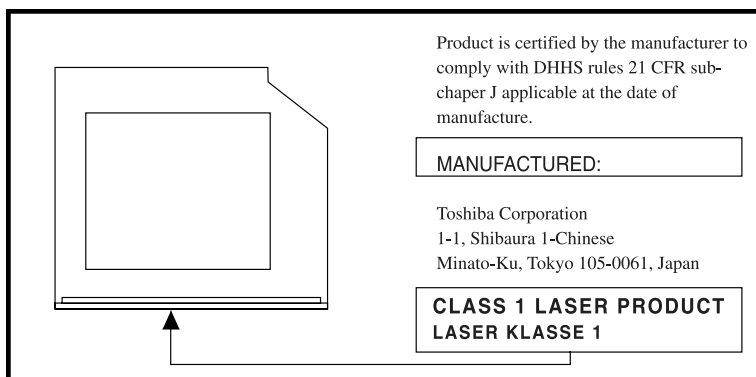 Product is certified by the manufacturer to
comply with DHHS rules 21 CFR sub-
chaper J applicable at the date of
manufacture.
MANUFACTURED:
Toshiba Corporation
1-1, Shibaura 1-Chinese
Minato-Ku, Tokyo 105-0061, Japan
CLASS 1 LASER PRODUCT
LASER KLASSE 1